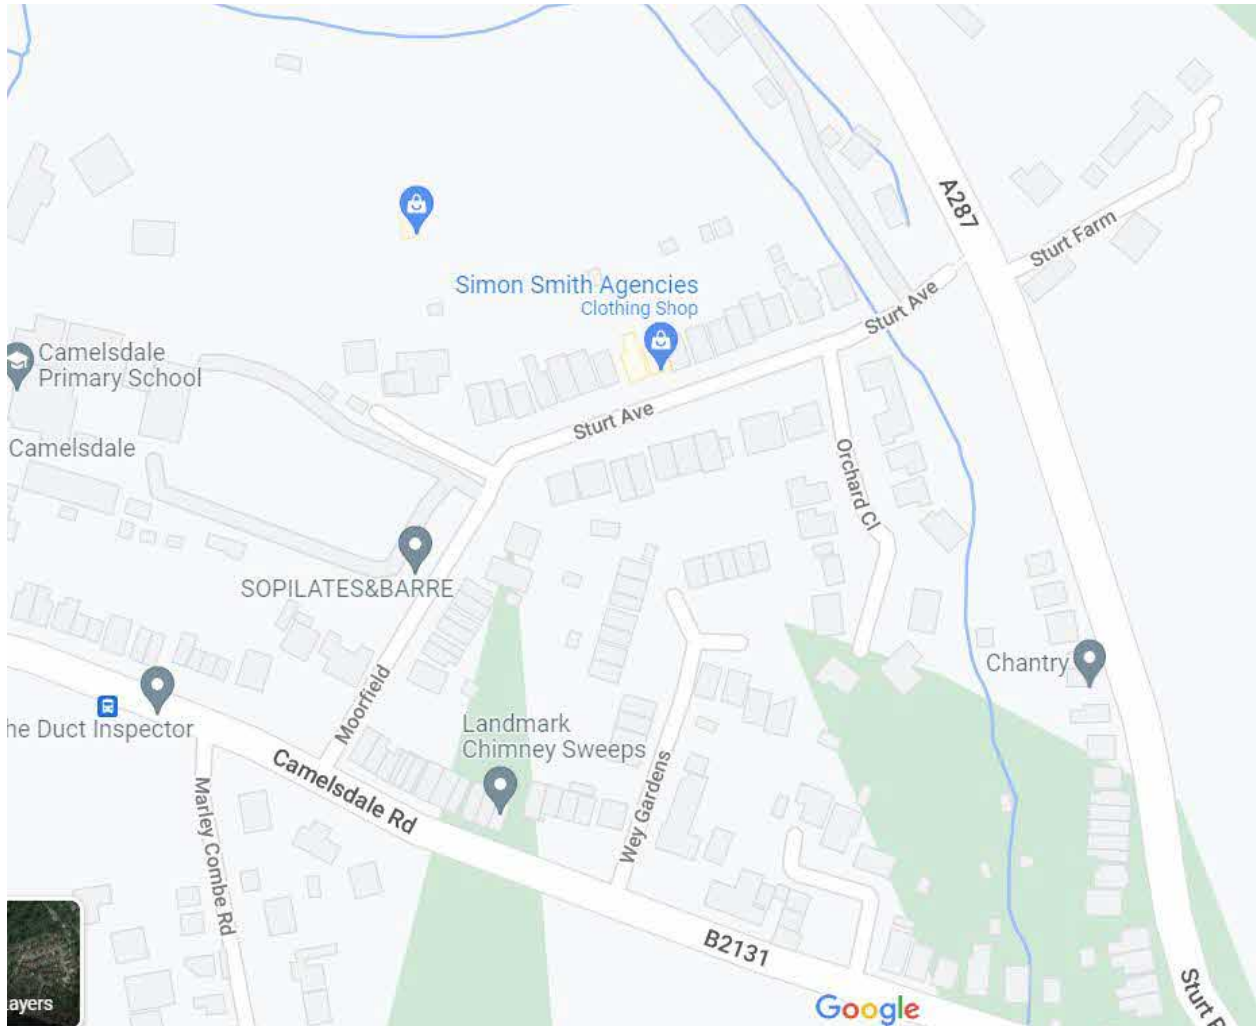 A287
Sturt Farm
Simon Smith Agencies
Clothing Shop
Sturt Ave
Camelsdale
Primary School
Sturt Ave
Camelsdale
Orchard Cl
SOPILATES&BARRE
Chantry
Moorfield
he Duct Inspector
Landmark
Chimney Sweeps
Camelsdale Rd
Wey Gardens
Marley Combe Rd
B2131
Sturt
ayers
Google